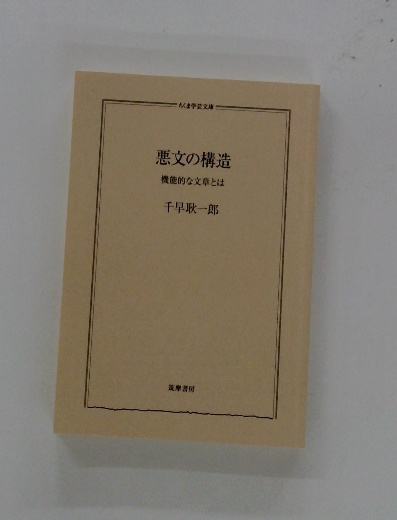 ちくま学芸文庫
悪文の構造
機能的な文章とは
千早耿一郎
筑摩書房